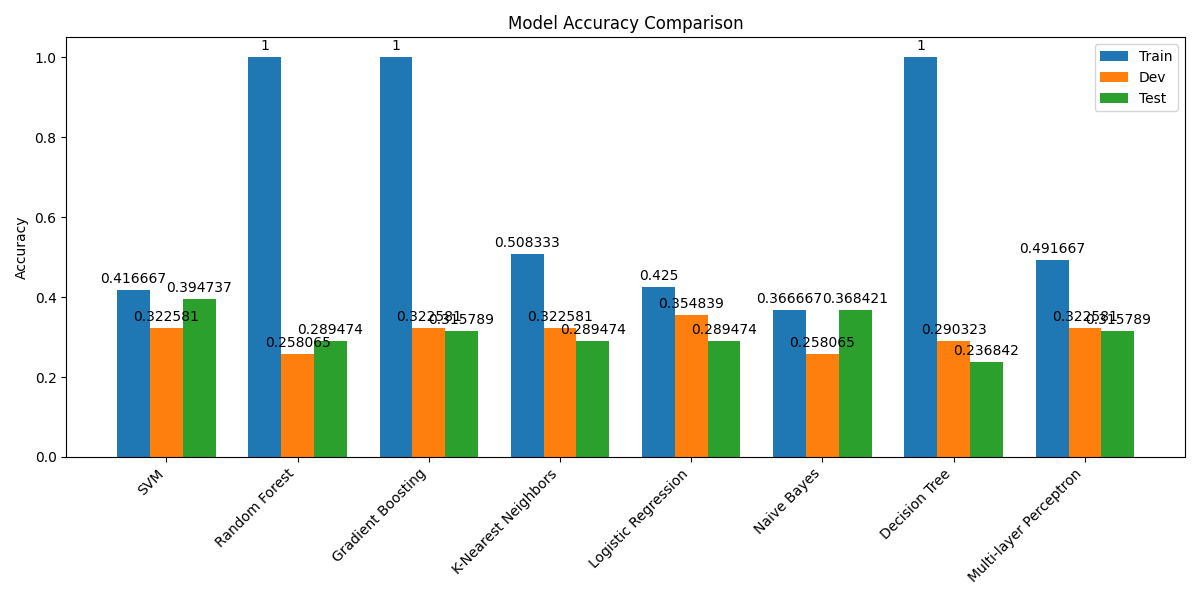 Model Accuracy Comparison
Accuracy
1.0
0.8
0.6
0.4
0.2
0.0
Train
Dev
Test
0.416667
0.322581
0.394737
1
0.258065
0.289474
1
0.322581
0.315789
0.508333
0.322581
0.289474
0.425
0.354839
0.289474
0.366667
0.258065
0.368421
1
0.290323
0.236842
0.491667
0.322581
0.315789
SVM
Random Forest
Gradient Boosting
K-Nearest Neighbors
Logistic Regression
Naive Bayes
Decision Tree
Multi-layer Perceptron